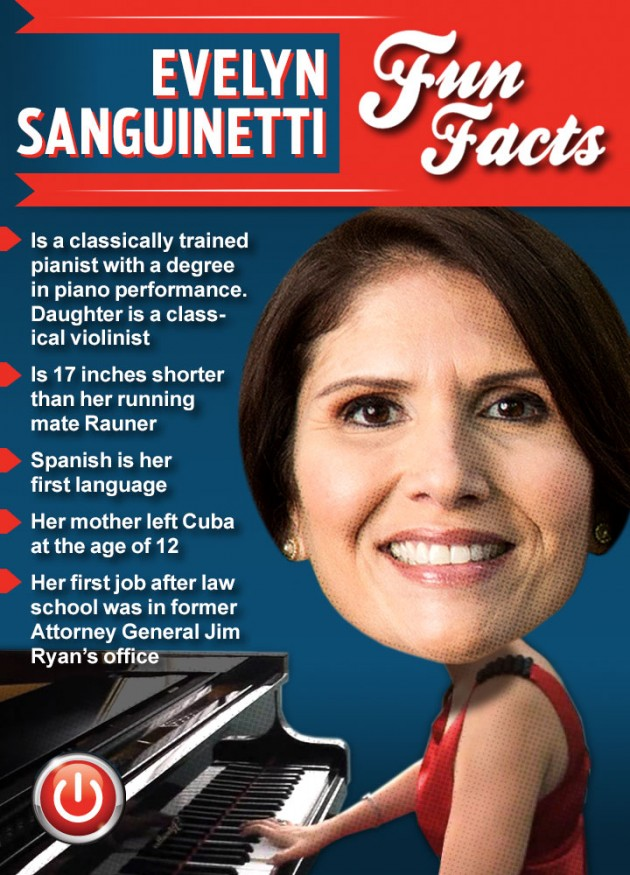 EVELYN
SANGUINETTI
Fun
Facts
Is a classically trained
pianist with a degree
in piano performance.
Daughter is a class-
ical violinist
Is 17 inches shorter
than her running
mate Rauner
Spanish is her
first language
Her mother left Cuba
at the age of 12
Her first job after law
school was in former
Attorney General Jim
Ryan's office